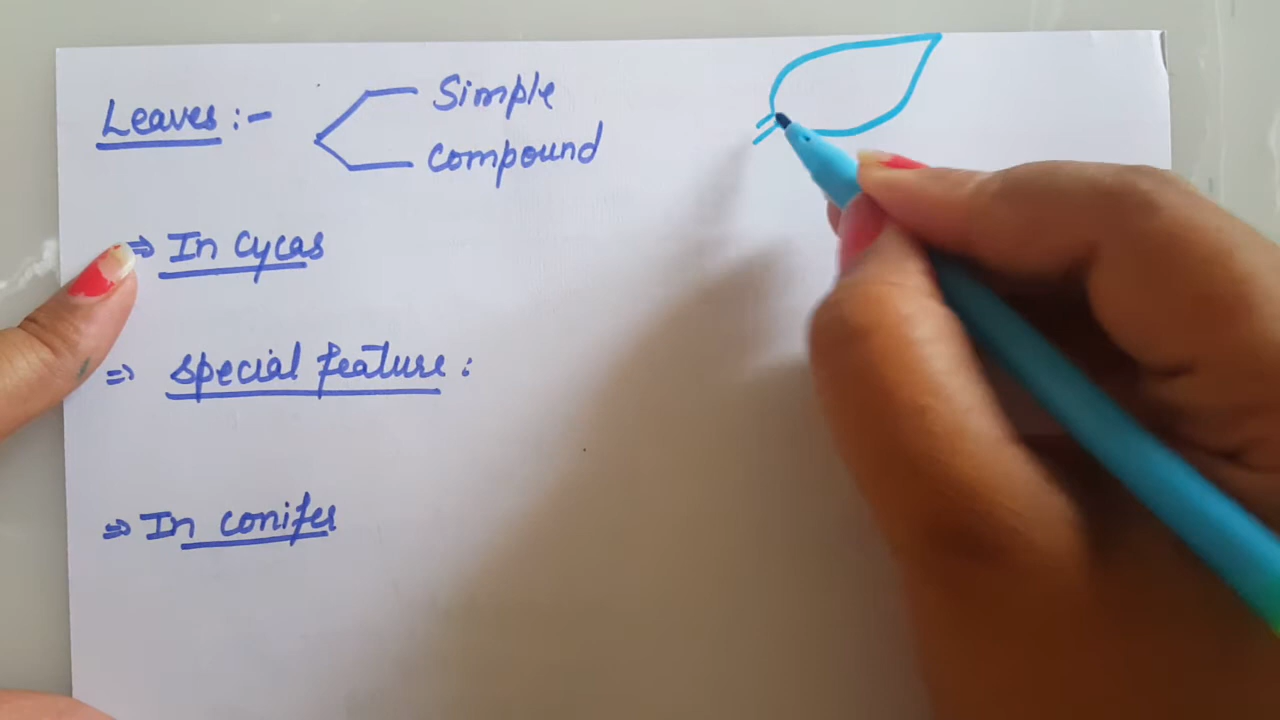 Leaves :-
Simple
compound
⇒ In Cycas
⇒ special feature :
⇒ In conifer